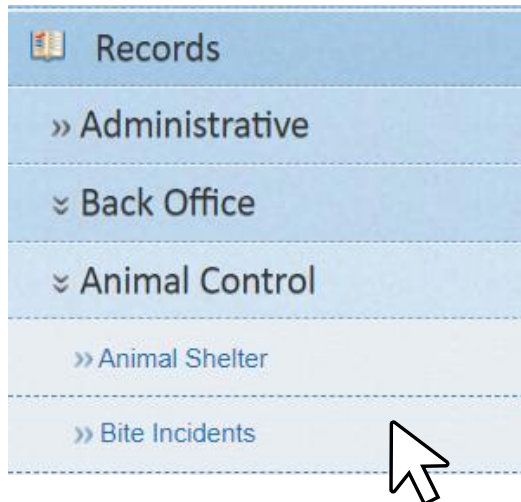 Records
» Administrative
» Back Office
» Animal Control
» Animal Shelter
» Bite Incidents